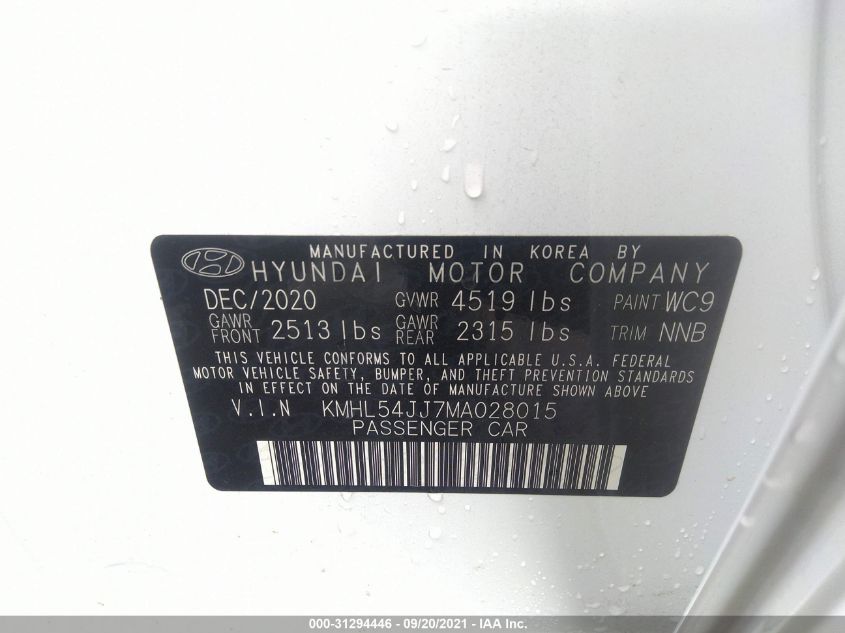 MANUFACTURED IN KOREA BY
HYUNDAI MOTOR COMPANY
DEC/2020 GVWR 4519 lbs PAINT WC9
GAWR FRONT 2513 lbs GAWR REAR 2315 lbs TRIM NNB
THIS VEHICLE CONFORMS TO ALL APPLICABLE U.S.A. FEDERAL
MOTOR VEHICLE SAFETY, BUMPER, AND THEFT PREVENTION STANDARDS
IN EFFECT ON THE DATE OF MANUFACTURE SHOWN ABOVE.
V.I.N KMHL54JJ7MA028015
PASSENGER CAR
000-31294446 - 09/20/2021 - IAA Inc.